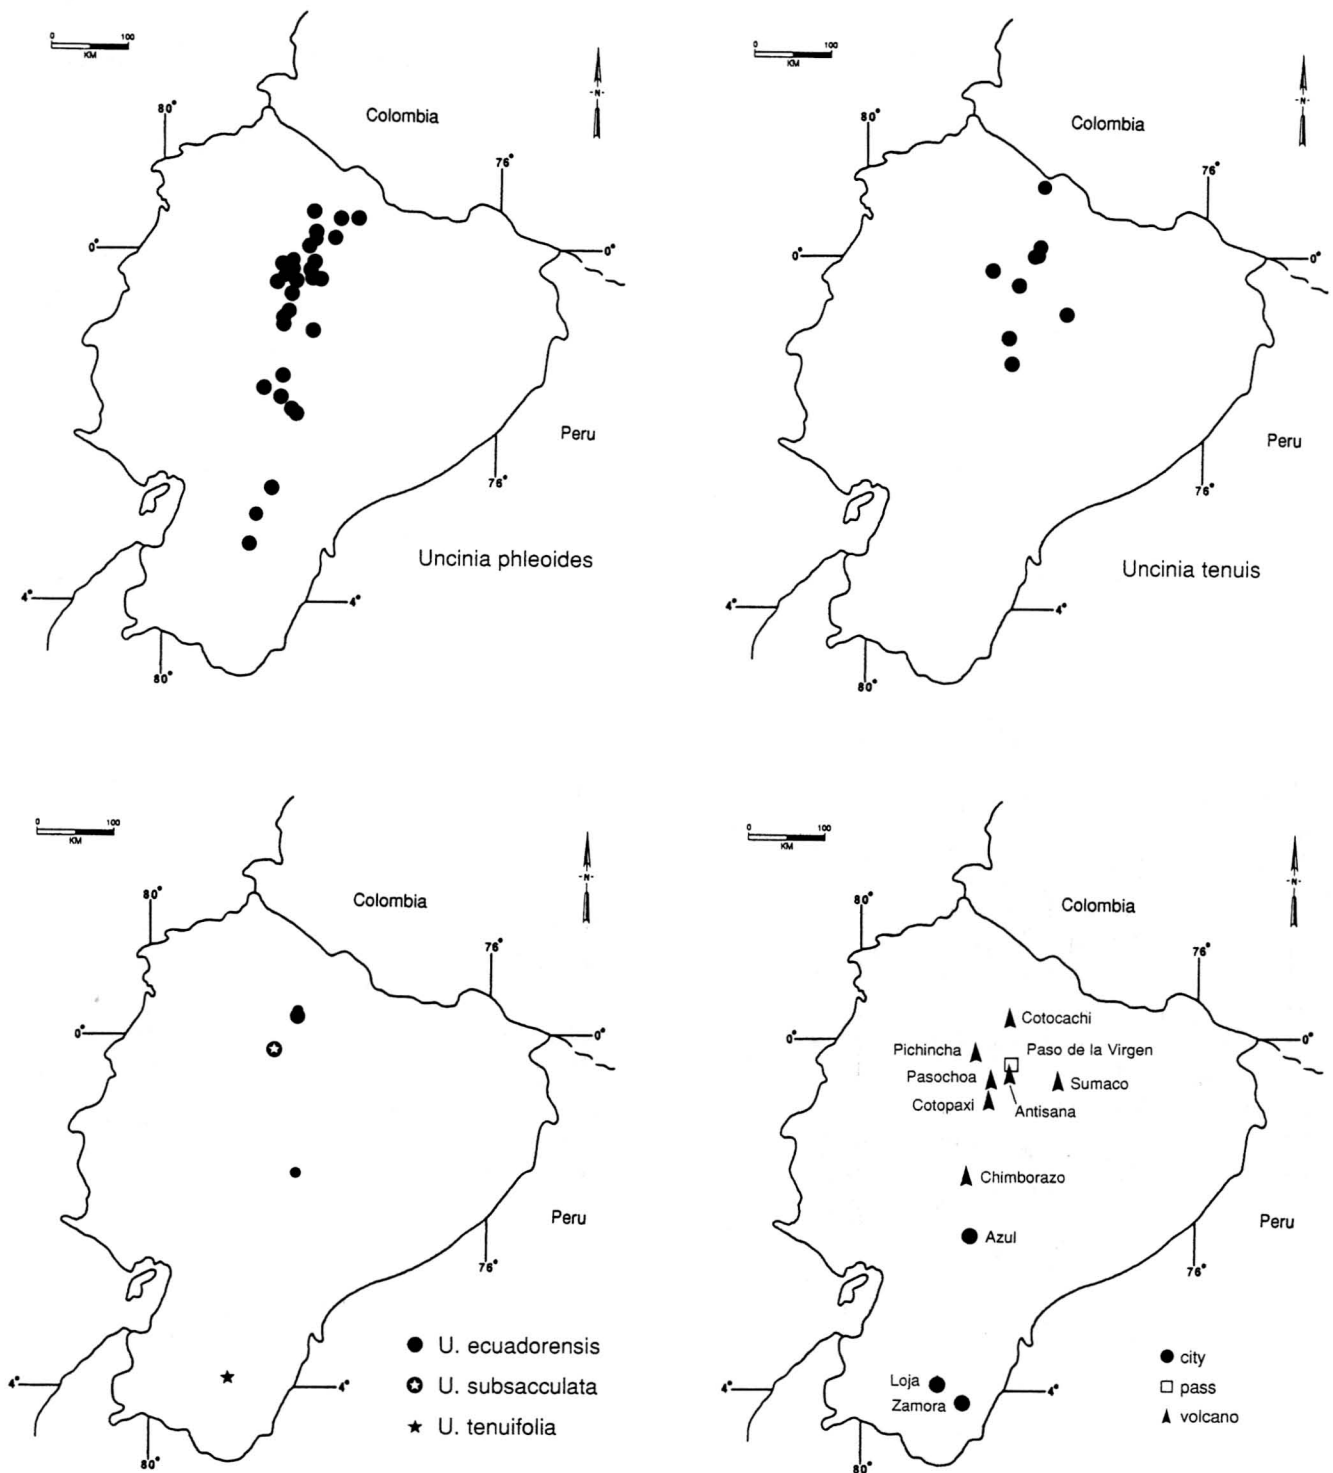 0 100
KM
N
80°
Colombia
76°
0°
0°
Peru
76°
Uncinia phleoides
4°
4°
80°
0 100
KM
N
80°
Colombia
76°
0°
0°
Peru
76°
Uncinia tenuis
4°
4°
80°
0 100
KM
N
80°
Colombia
76°
0°
0°
Peru
76°
U. ecuadorensis
U. subsacculata
U. tenuifolia
4°
4°
80°
0 100
KM
N
80°
Colombia
76°
Cotocachi
0°
0°
Pichincha
Paso de la Virgen
Pasochoa
Sumaco
Cotopaxi
Antisana
Chimborazo
Peru
Azul
76°
city
Loja
4°
4°
pass
Zamora
volcano
80°